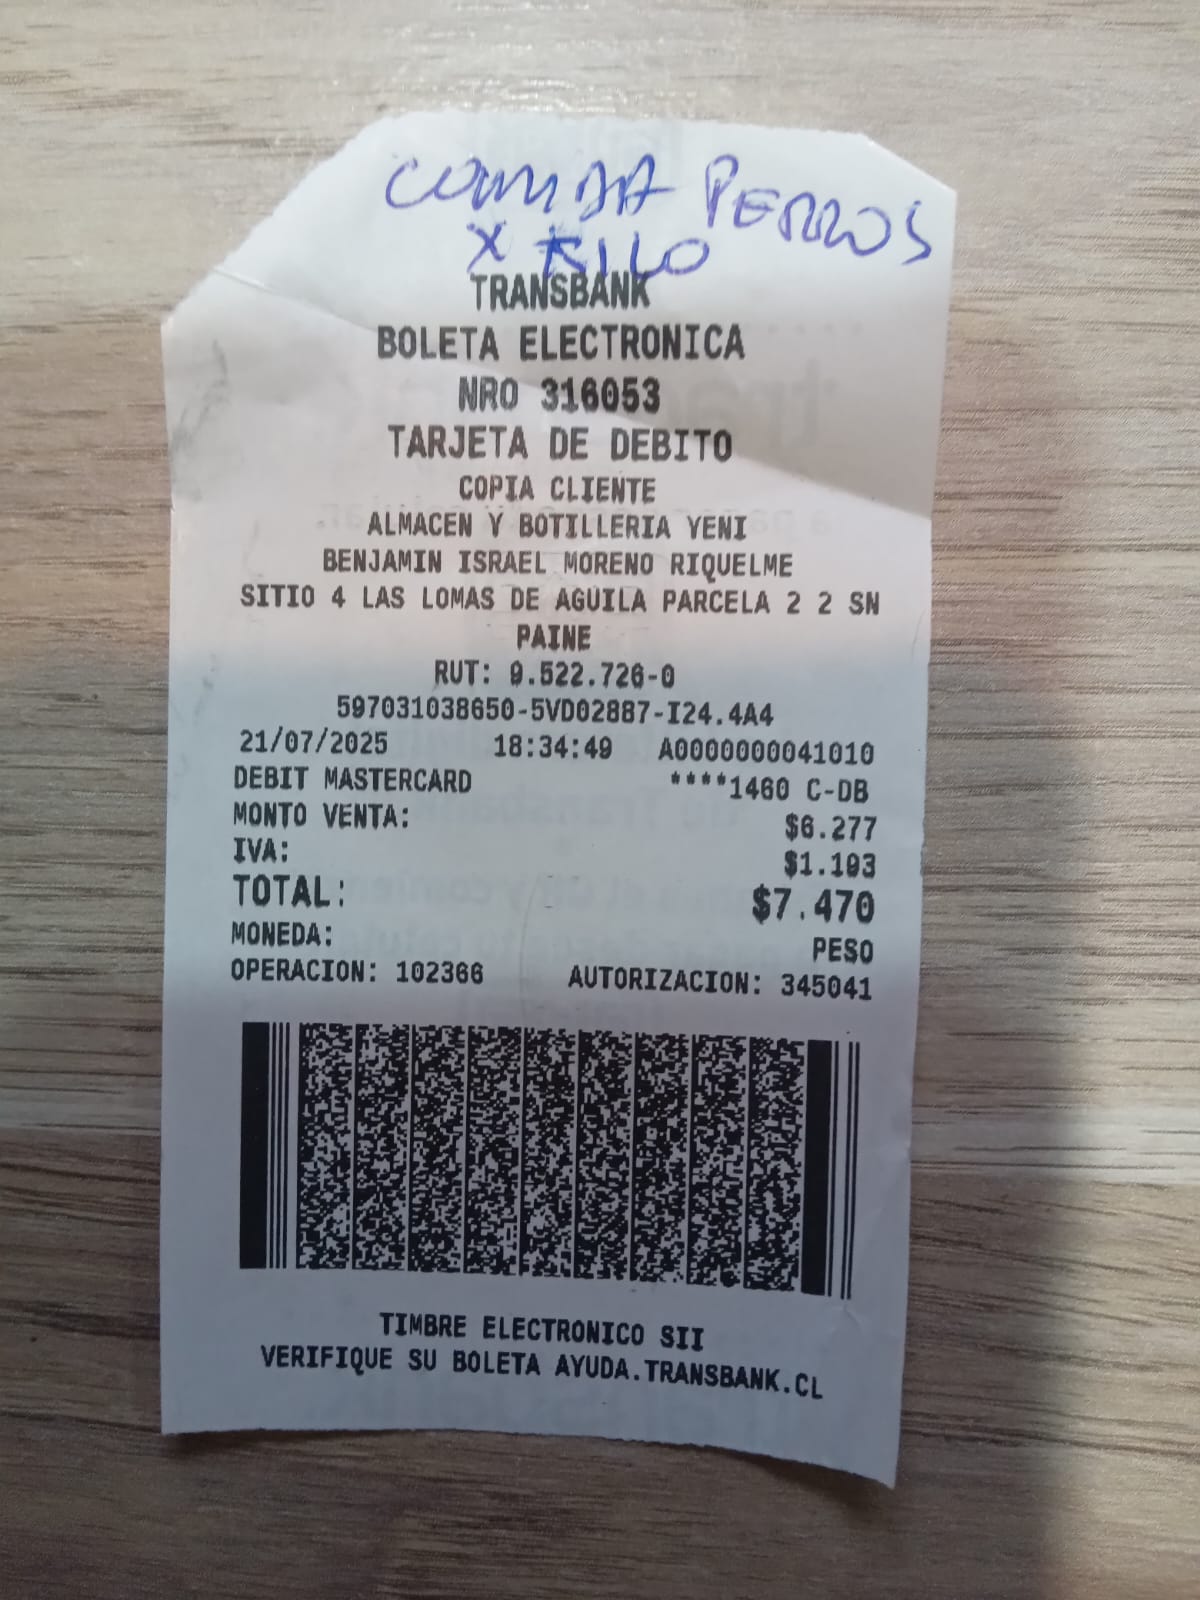 COMIDA PERROS
X KILO
TRANSBANK
BOLETA ELECTRONICA
NRO 316053
TARJETA DE DEBITO
COPIA CLIENTE
ALMACEN Y BOTILLERIA YENI
BENJAMIN ISRAEL MORENO RIQUELME
SITIO 4 LAS LOMAS DE AGUILA PARCELA 2 2 SN
PAINE
RUT: 9.522.726-0
597031038650-5VD02887-I24.4A4
21/07/2025 18:34:49 A0000000041010
DEBIT MASTERCARD ****1460 C-DB
MONTO VENTA: $6.277
IVA: $1.193
TOTAL: $7.470
MONEDA: PESO
OPERACION: 102366 AUTORIZACION: 345041
TIMBRE ELECTRONICO SII
VERIFIQUE SU BOLETA AYUDA.TRANSBANK.CL